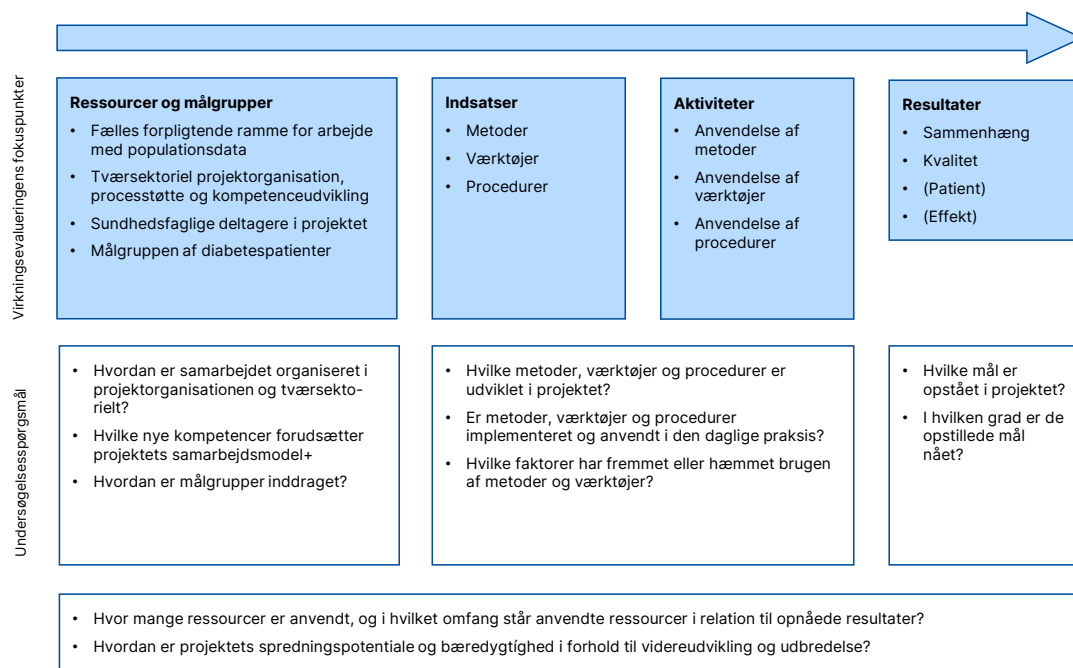 Virkningsevalueringens fokuspunkter
Ressourcer og målgrupper
• Fælles forpligtende ramme for arbejde
med populationsdata
• Tværsektoriel projektorganisation,
processtøtte og kompetenceudvikling
• Sundhedsfaglige deltagere i projektet
• Målgruppen af diabetespatienter
Indsatser
• Metoder
• Værktøjer
• Procedurer
Aktiviteter
• Anvendelse af
metoder
• Anvendelse af
værktøjer
• Anvendelse af
procedurer
Resultater
• Sammenhæng
• Kvalitet
• (Patient)
• (Effekt)
Undersøgelsesspørgsmål
• Hvordan er samarbejdet organiseret i
projektorganisationen og tværsekto-
rielt?
• Hvilke nye kompetencer forudsætter
projektets samarbejdsmodel+
• Hvordan er målgrupper inddraget?
• Hvilke metoder, værktøjer og procedurer er
udviklet i projektet?
• Er metoder, værktøjer og procedurer
implementeret og anvendt i den daglige praksis?
• Hvilke faktorer har fremmet eller hæmmet brugen
af metoder og værktøjer?
• Hvilke mål er
opstået i projektet?
• I hvilken grad er de
opstillede mål
nået?
• Hvor mange ressourcer er anvendt, og i hvilket omfang står anvendte ressourcer i relation til opnåede resultater?
• Hvordan er projektets spredningspotentiale og bæredygtíghed i forhold til videreudvikling og udbredelse?